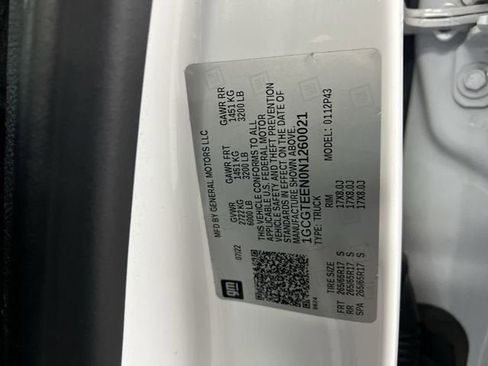 MFD BY GENERAL MOTORS LLC
gm
07/22
GVWR
2722 KG
6000 LB
GAWR FRT
1451 KG
3200 LB
GAWR RR
1451 KG
3200 LB
THIS VEHICLE CONFORMS TO ALL
APPLICABLE U.S. FEDERAL MOTOR
VEHICLE SAFETY AND THEFT PREVENTION
STANDARDS IN EFFECT ON THE DATE OF
MANUFACTURE SHOWN ABOVE.
1GCGTEEN0N1260021
TYPE: TRUCK MODEL: 0112P43
TIRE SIZE RIM
FRT 265/65R17 S 17X8.0J
RR 265/65R17 S 17X8.0J
SPA 265/65R17 S 17X8.0J